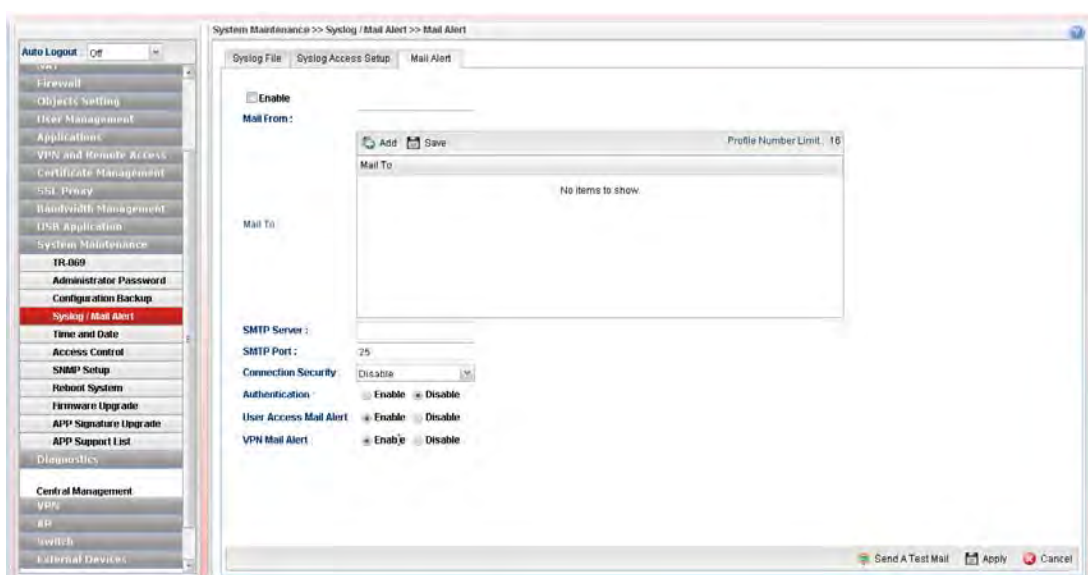 System Maintenance >> Syslog / Mail Alert >> Mail Alert
Auto Logout : Off
NAT
Firewall
Objects Setting
User Management
Applications
VPN and Remote Access
Certificate Management
SSL Proxy
Bandwidth Management
USB Application
System Maintenance
TR-069
Administrator Password
Configuration Backup
Syslog / Mail Alert
Time and Date
Access Control
SNMP Setup
Reboot System
Firmware Upgrade
APP Signature Upgrade
APP Support List
Diagnostics
Central Management
VPN
AP
Switch
External Devices
Syslog File Syslog Access Setup Mail Alert
Enable
Mail From :
Add Save Profile Number Limit : 16
Mail To
No items to show.
Mail To
SMTP Server :
SMTP Port : 25
Connection Security Disable
Authentication Enable Disable
User Access Mail Alert Enable Disable
VPN Mail Alert Enable Disable
Send A Test Mail Apply Cancel